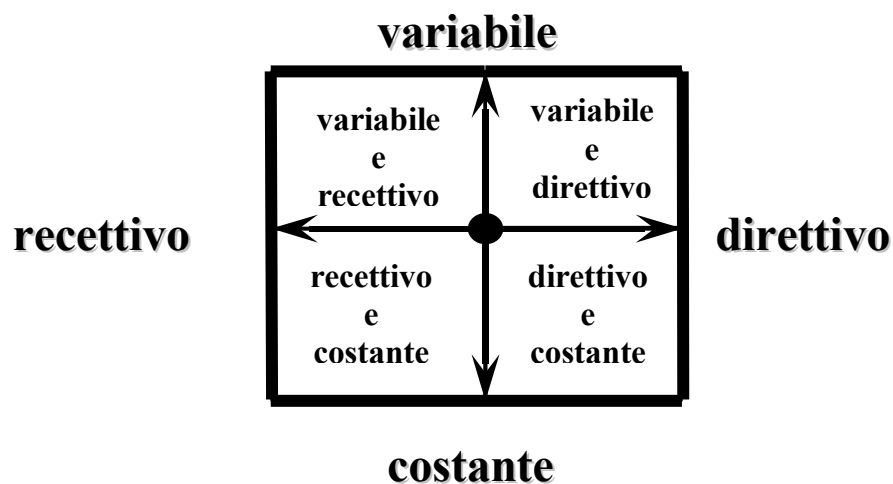 variabile
variabile
e
recettivo
variabile
e
direttivo
recettivo
direttivo
recettivo
e
costante
direttivo
e
costante
costante